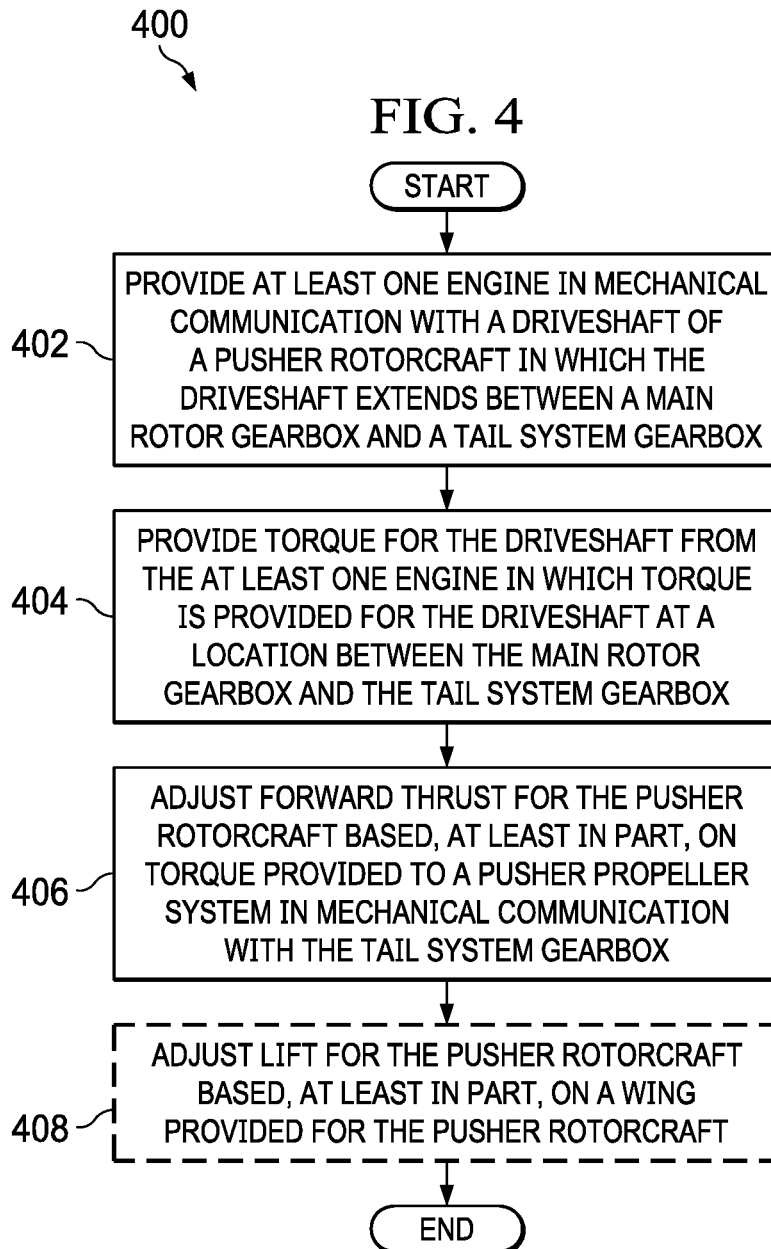 400
FIG. 4
START
402
PROVIDE AT LEAST ONE ENGINE IN MECHANICAL
COMMUNICATION WITH A DRIVESHAFT OF
A PUSHER ROTORCRAFT IN WHICH THE
DRIVESHAFT EXTENDS BETWEEN A MAIN
ROTOR GEARBOX AND A TAIL SYSTEM GEARBOX
404
PROVIDE TORQUE FOR THE DRIVESHAFT FROM
THE AT LEAST ONE ENGINE IN WHICH TORQUE
IS PROVIDED FOR THE DRIVESHAFT AT A
LOCATION BETWEEN THE MAIN ROTOR
GEARBOX AND THE TAIL SYSTEM GEARBOX
406
ADJUST FORWARD THRUST FOR THE PUSHER
ROTORCRAFT BASED, AT LEAST IN PART, ON
TORQUE PROVIDED TO A PUSHER PROPELLER
SYSTEM IN MECHANICAL COMMUNICATION
WITH THE TAIL SYSTEM GEARBOX
408
ADJUST LIFT FOR THE PUSHER ROTORCRAFT
BASED, AT LEAST IN PART, ON A WING
PROVIDED FOR THE PUSHER ROTORCRAFT
END